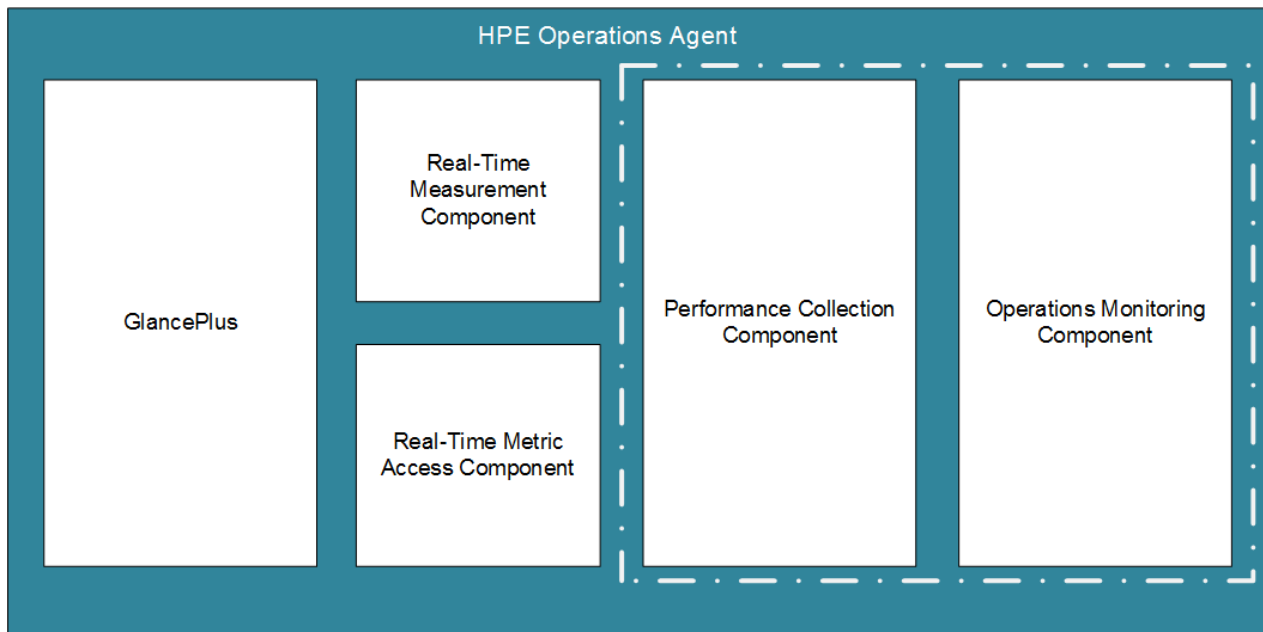 HPE Operations Agent
GlancePlus
Real-Time
Measurement
Component
Real-Time Metric
Access Component
Performance Collection
Component
Operations Monitoring
Component